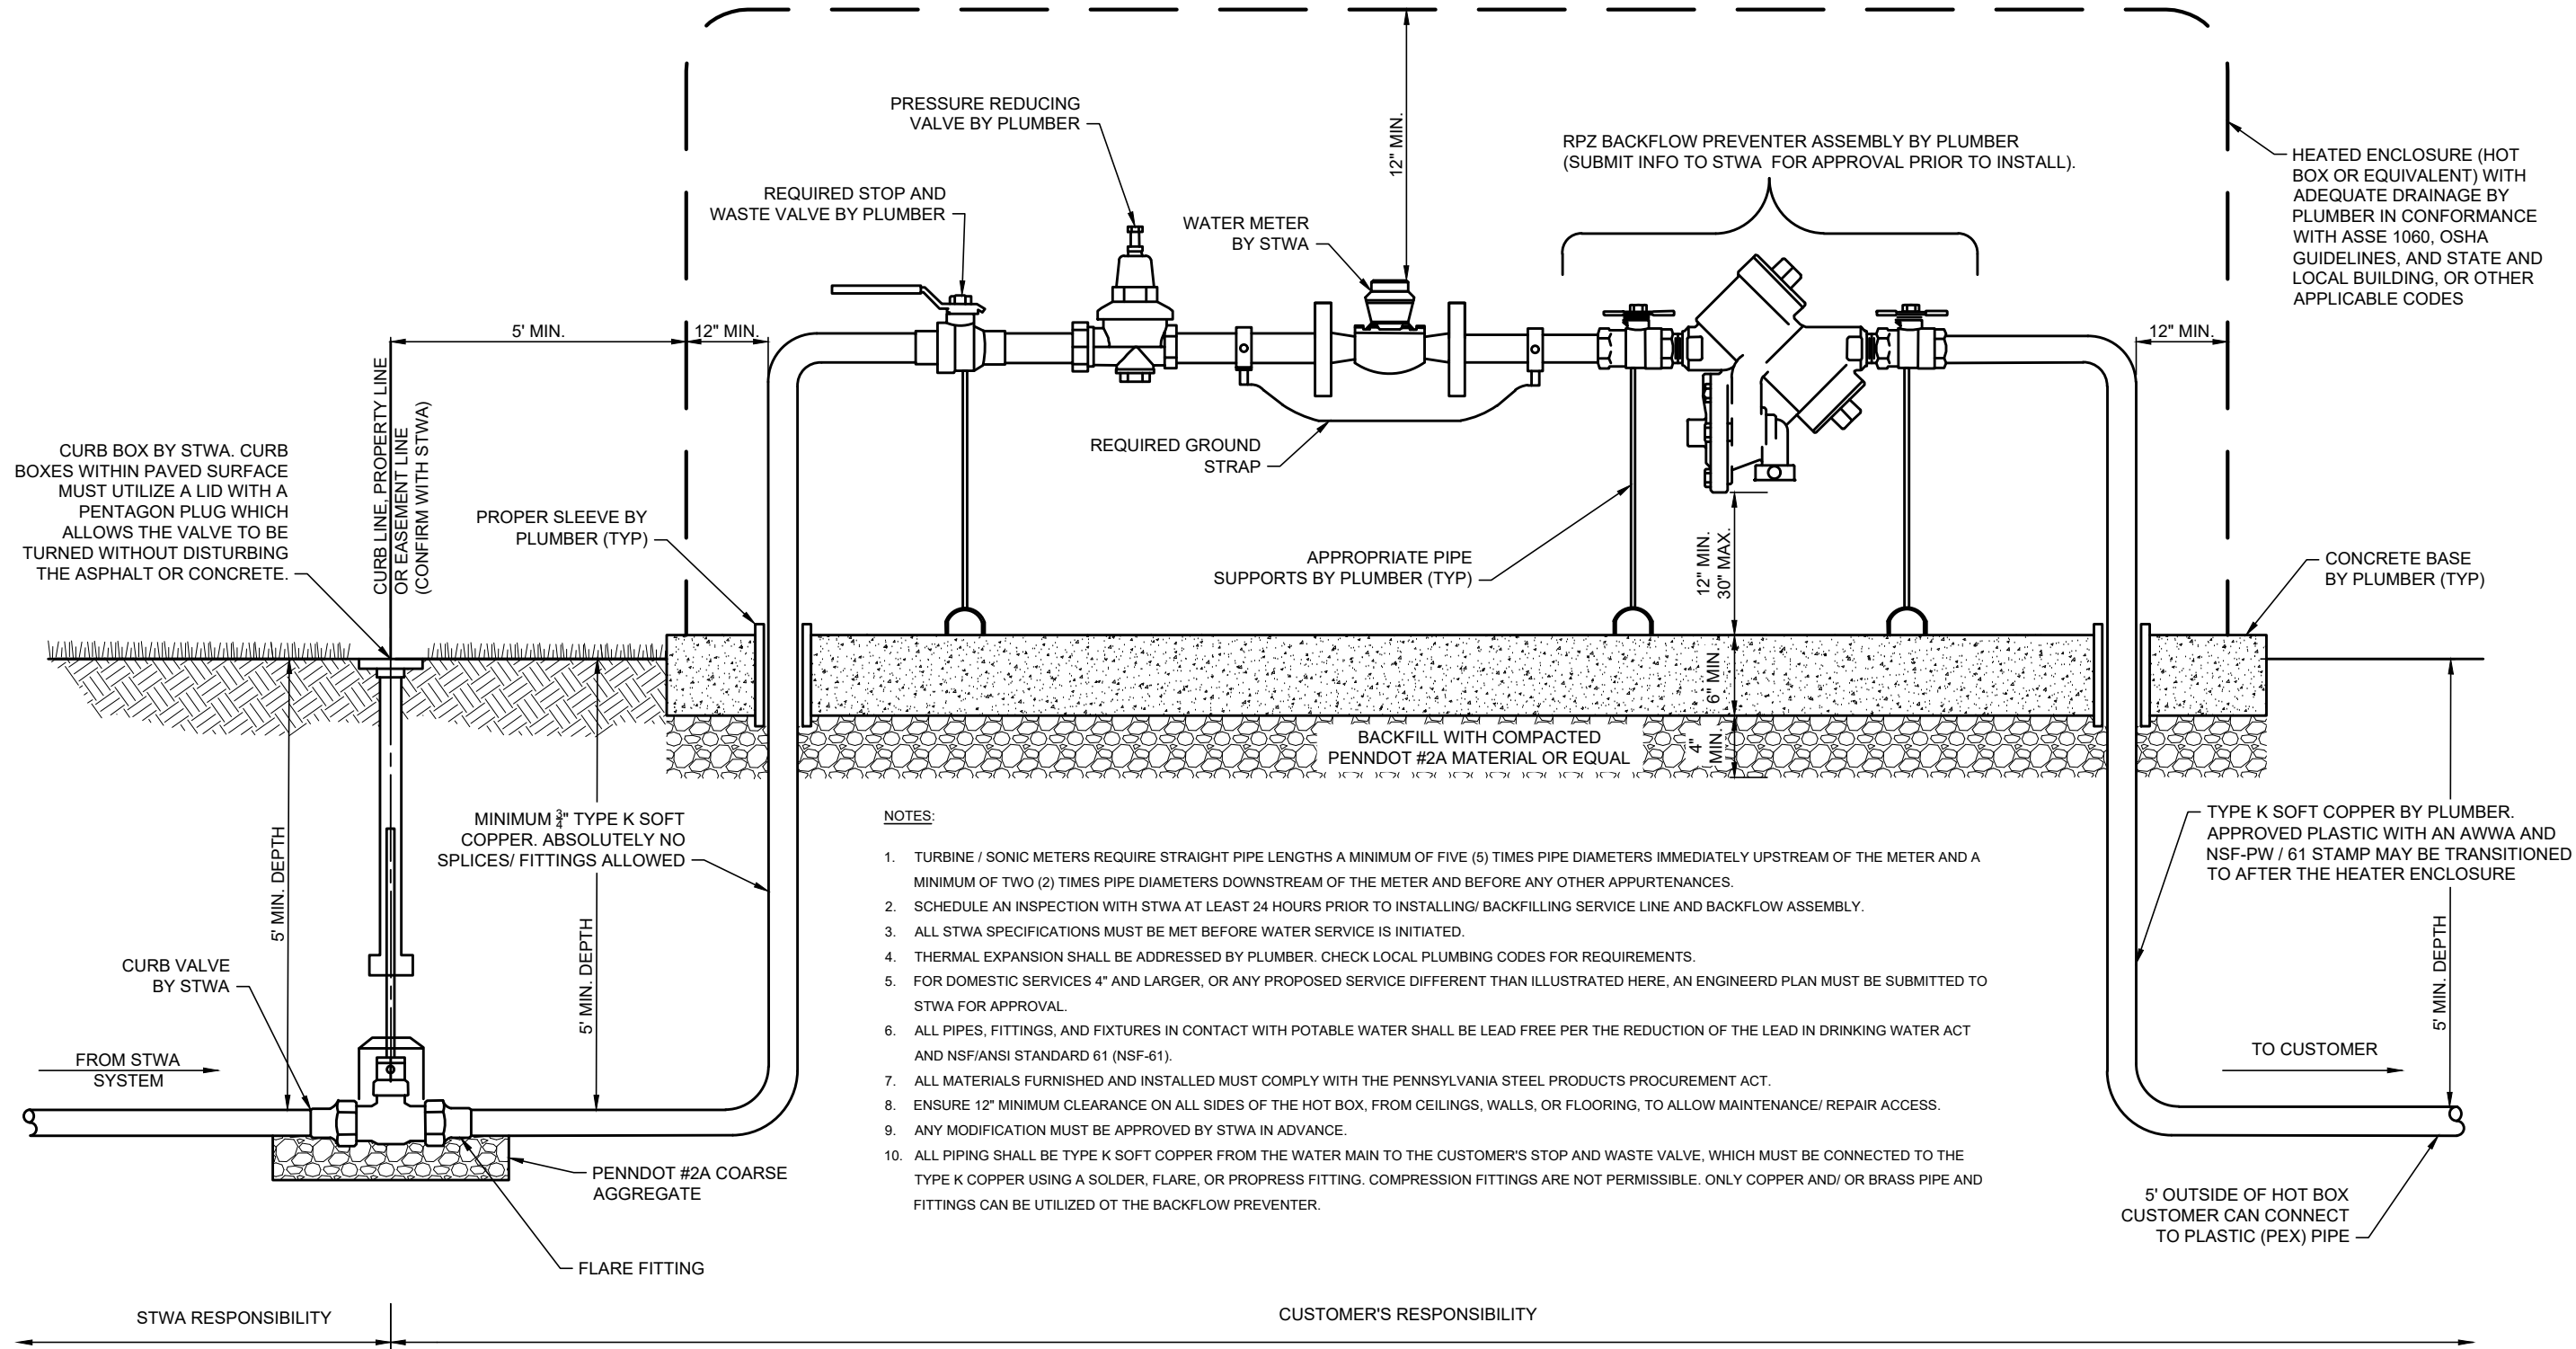 PRESSURE REDUCING
VALVE BY PLUMBER
REQUIRED STOP AND
WASTE VALVE BY PLUMBER
WATER METER
BY STWA
12" MIN.
RPZ BACKFLOW PREVENTER ASSEMBLY BY PLUMBER
(SUBMIT INFO TO STWA FOR APPROVAL PRIOR TO INSTALL).
HEATED ENCLOSURE (HOT
BOX OR EQUIVALENT) WITH
ADEQUATE DRAINAGE BY
PLUMBER IN CONFORMANCE
WITH ASSE 1060, OSHA
GUIDELINES, AND STATE AND
LOCAL BUILDING, OR OTHER
APPLICABLE CODES
5' MIN.
12" MIN.
12" MIN.
CURB LINE, PROPERTY LINE
OR EASEMENT LINE
(CONFIRM WITH STWA)
CURB BOX BY STWA. CURB
BOXES WITHIN PAVED SURFACE
MUST UTILIZE A LID WITH A
PENTAGON PLUG WHICH
ALLOWS THE VALVE TO BE
TURNED WITHOUT DISTURBING
THE ASPHALT OR CONCRETE.
PROPER SLEEVE BY
PLUMBER (TYP)
REQUIRED GROUND
STRAP
APPROPRIATE PIPE
SUPPORTS BY PLUMBER (TYP)
12" MIN.
30" MAX.
CONCRETE BASE
BY PLUMBER (TYP)
6" MIN.
4"
MIN.
BACKFILL WITH COMPACTED
PENNDOT #2A MATERIAL OR EQUAL
5' MIN. DEPTH
MINIMUM 3/4" TYPE K SOFT
COPPER. ABSOLUTELY NO
SPLICES/ FITTINGS ALLOWED
5' MIN. DEPTH
CURB VALVE
BY STWA
FROM STWA
SYSTEM
PENNDOT #2A COARSE
AGGREGATE
FLARE FITTING
NOTES:
1. TURBINE / SONIC METERS REQUIRE STRAIGHT PIPE LENGTHS A MINIMUM OF FIVE (5) TIMES PIPE DIAMETERS IMMEDIATELY UPSTREAM OF THE METER AND A
MINIMUM OF TWO (2) TIMES PIPE DIAMETERS DOWNSTREAM OF THE METER AND BEFORE ANY OTHER APPURTENANCES.
2. SCHEDULE AN INSPECTION WITH STWA AT LEAST 24 HOURS PRIOR TO INSTALLING/ BACKFILLING SERVICE LINE AND BACKFLOW ASSEMBLY.
3. ALL STWA SPECIFICATIONS MUST BE MET BEFORE WATER SERVICE IS INITIATED.
4. THERMAL EXPANSION SHALL BE ADDRESSED BY PLUMBER. CHECK LOCAL PLUMBING CODES FOR REQUIREMENTS.
5. FOR DOMESTIC SERVICES 4" AND LARGER, OR ANY PROPOSED SERVICE DIFFERENT THAN ILLUSTRATED HERE, AN ENGINEERD PLAN MUST BE SUBMITTED TO
STWA FOR APPROVAL.
6. ALL PIPES, FITTINGS, AND FIXTURES IN CONTACT WITH POTABLE WATER SHALL BE LEAD FREE PER THE REDUCTION OF THE LEAD IN DRINKING WATER ACT
AND NSF/ANSI STANDARD 61 (NSF-61).
7. ALL MATERIALS FURNISHED AND INSTALLED MUST COMPLY WITH THE PENNSYLVANIA STEEL PRODUCTS PROCUREMENT ACT.
8. ENSURE 12" MINIMUM CLEARANCE ON ALL SIDES OF THE HOT BOX, FROM CEILINGS, WALLS, OR FLOORING, TO ALLOW MAINTENANCE/ REPAIR ACCESS.
9. ANY MODIFICATION MUST BE APPROVED BY STWA IN ADVANCE.
10. ALL PIPING SHALL BE TYPE K SOFT COPPER FROM THE WATER MAIN TO THE CUSTOMER'S STOP AND WASTE VALVE, WHICH MUST BE CONNECTED TO THE
TYPE K COPPER USING A SOLDER, FLARE, OR PROPRESS FITTING. COMPRESSION FITTINGS ARE NOT PERMISSIBLE. ONLY COPPER AND/ OR BRASS PIPE AND
FITTINGS CAN BE UTILIZED OT THE BACKFLOW PREVENTER.
TYPE K SOFT COPPER BY PLUMBER.
APPROVED PLASTIC WITH AN AWWA AND
NSF-PW / 61 STAMP MAY BE TRANSITIONED
TO AFTER THE HEATER ENCLOSURE
5' MIN. DEPTH
TO CUSTOMER
5' OUTSIDE OF HOT BOX
CUSTOMER CAN CONNECT
TO PLASTIC (PEX) PIPE
STWA RESPONSIBILITY
CUSTOMER'S RESPONSIBILITY